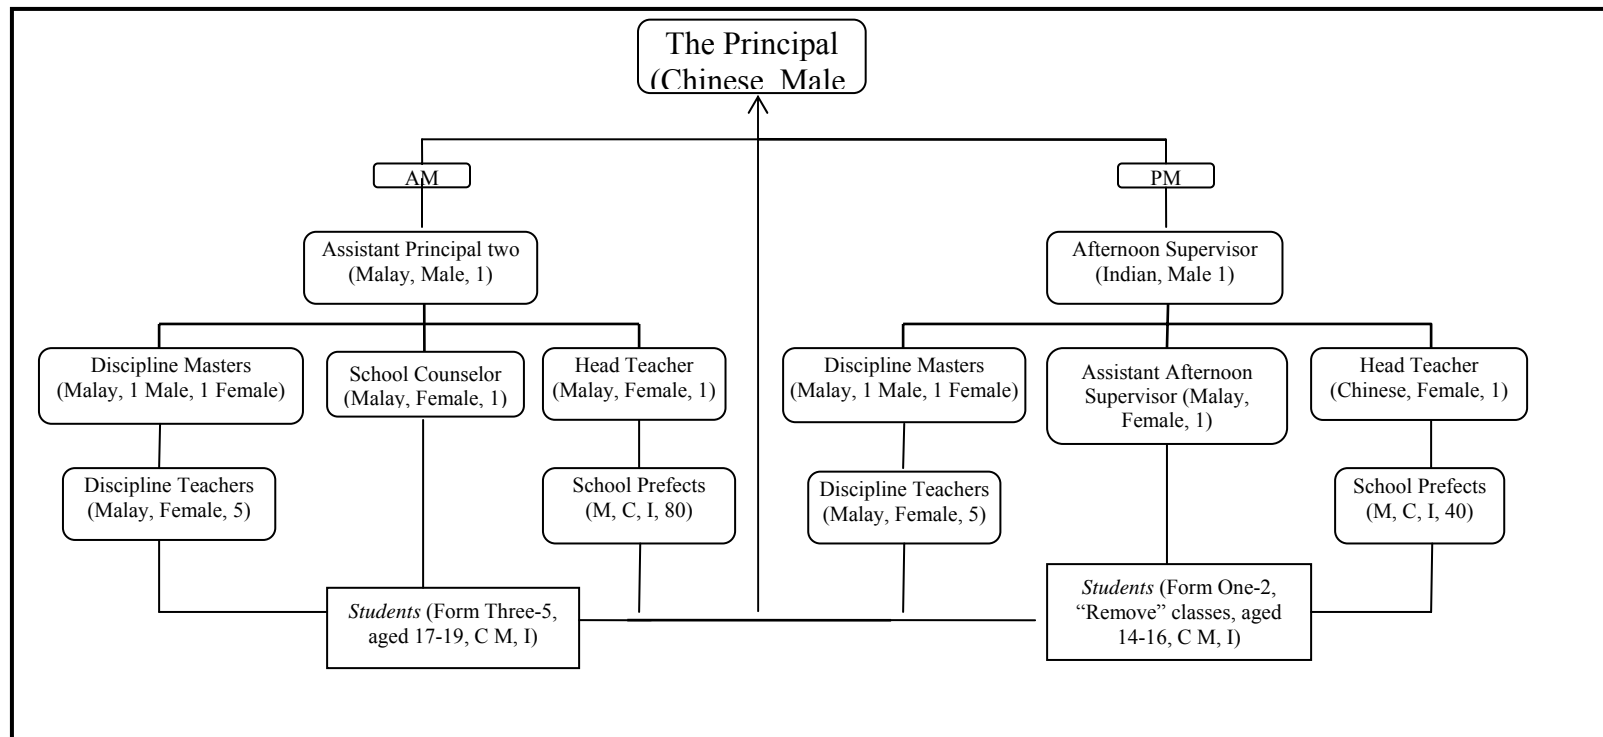 The Principal
(Chinese, Male
AM
PM
Assistant Principal two
(Malay, Male, 1)
Afternoon Supervisor
(Indian, Male 1)
Discipline Masters
(Malay, 1 Male, 1 Female)
School Counselor
(Malay, Female, 1)
Head Teacher
(Malay, Female, 1)
Discipline Masters
(Malay, 1 Male, 1 Female)
Assistant Afternoon
Supervisor (Malay,
Female, 1)
Head Teacher
(Chinese, Female, 1)
Discipline Teachers
(Malay, Female, 5)
School Prefects
(M, C, I, 80)
Discipline Teachers
(Malay, Female, 5)
School Prefects
(M, C, I, 40)
Students (Form Three-5,
aged 17-19, C M, I)
Students (Form One-2,
“Remove” classes, aged
14-16, C M, I)